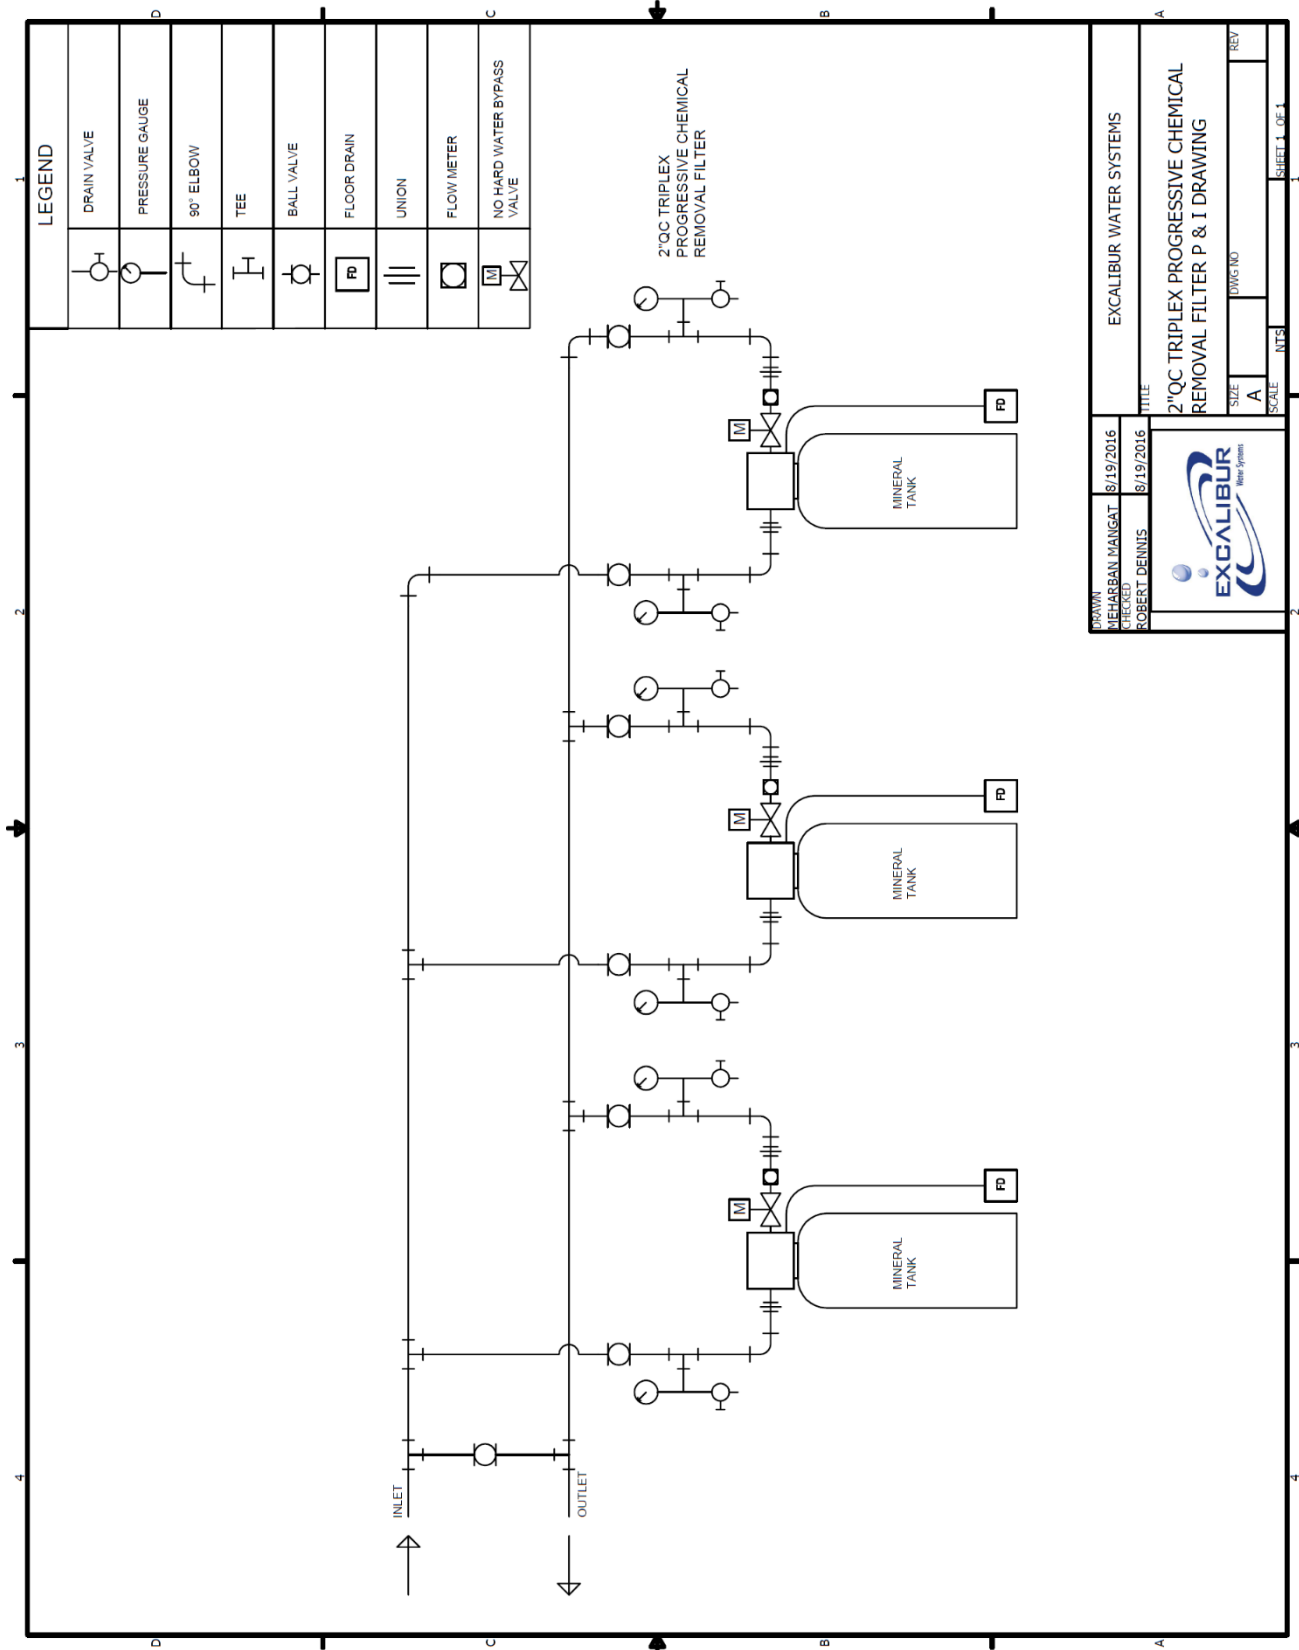 LEGEND
DRAIN VALVE
PRESSURE GAUGE
90° ELBOW
TEE
BALL VALVE
FD
FLOOR DRAIN
UNION
FLOW METER
M
NO HARD WATER BYPASS
VALVE
2"QC TRIPLEX
PROGRESSIVE CHEMICAL
REMOVAL FILTER
INLET
OUTLET
M
MINERAL
TANK
FD
M
MINERAL
TANK
FD
M
MINERAL
TANK
FD
DRAWN
MEHARBAN MANGAT
8/19/2016
CHECKED
ROBERT DENNIS
8/19/2016
EXCALIBUR
Water Systems
EXCALIBUR WATER SYSTEMS
TITLE
2"QC TRIPLEX PROGRESSIVE CHEMICAL
REMOVAL FILTER P & I DRAWING
SIZE
A
DWG NO
REV
SCALE
NTS
SHEET 1 OF 1
4
3
2
1
4
3
2
1
D
C
B
A
D
C
B
A